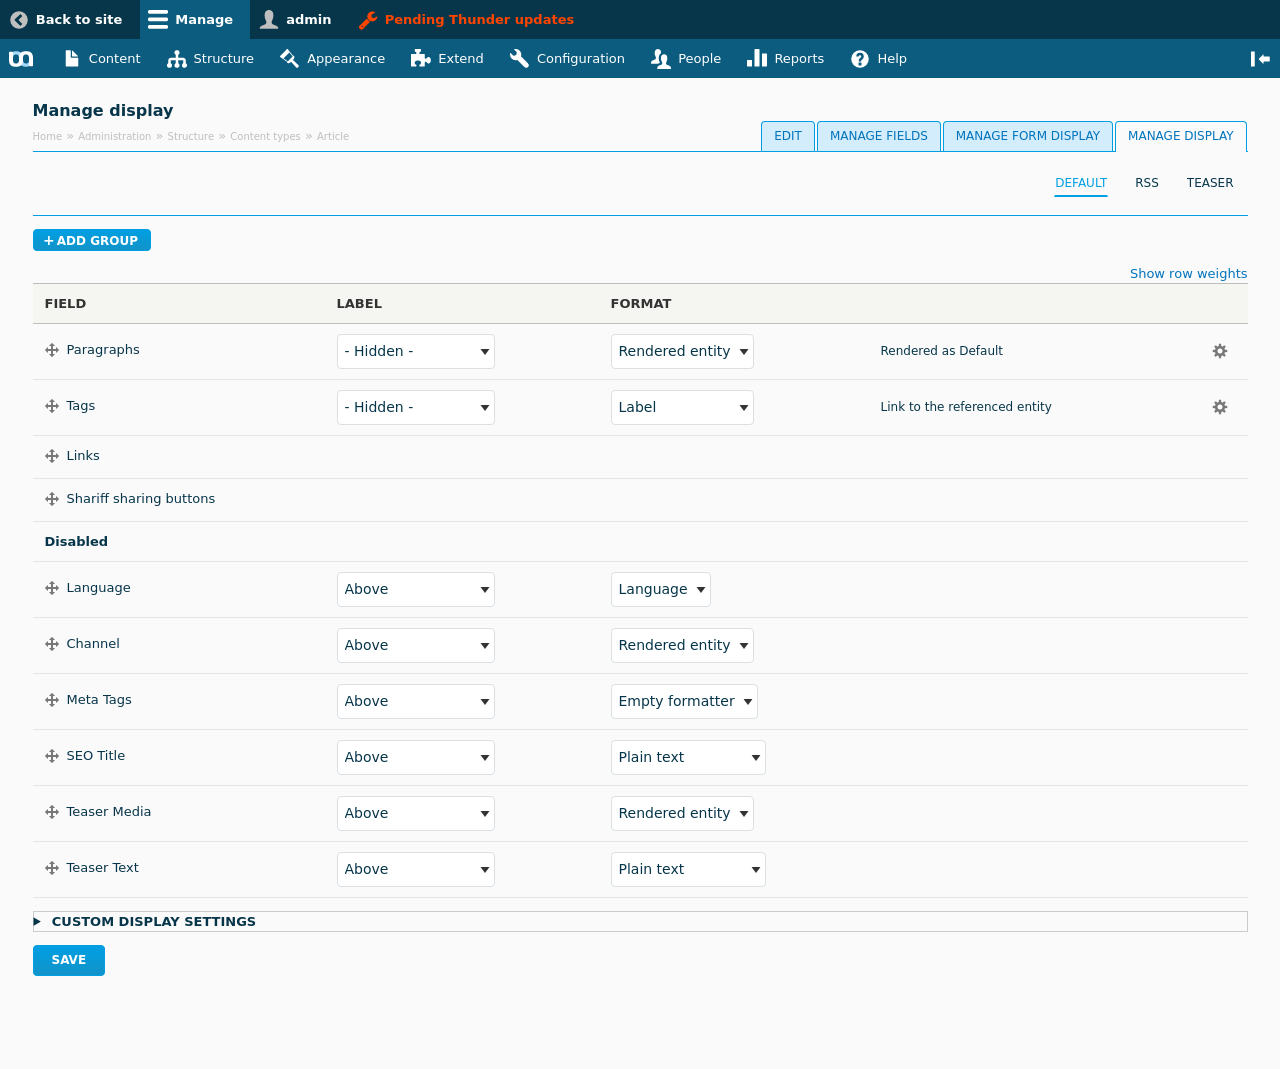 Back to site Manage admin Pending Thunder updates
Content Structure Appearance Extend Configuration People Reports Help
Manage display
Home » Administration » Structure » Content types » Article
EDIT MANAGE FIELDS MANAGE FORM DISPLAY MANAGE DISPLAY
DEFAULT RSS TEASER
+ ADD GROUP
Show row weights
FIELD LABEL FORMAT
Paragraphs - Hidden - Rendered entity Rendered as Default
Tags - Hidden - Label Link to the referenced entity
Links
Shariff sharing buttons
Disabled
Language Above Language
Channel Above Rendered entity
Meta Tags Above Empty formatter
SEO Title Above Plain text
Teaser Media Above Rendered entity
Teaser Text Above Plain text
CUSTOM DISPLAY SETTINGS
SAVE